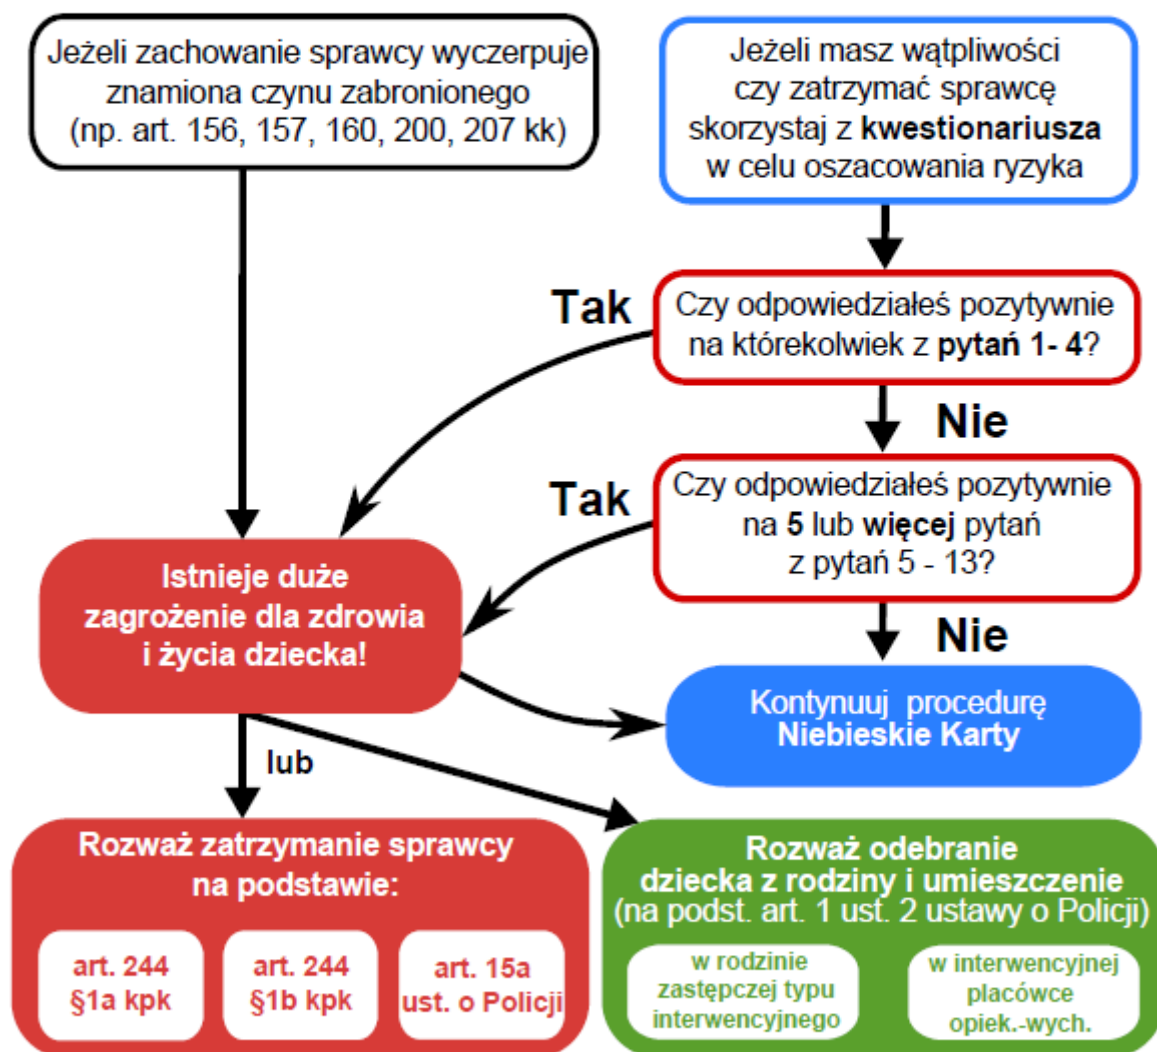 Jeżeli zachowanie sprawcy wyczerpuje
znamiona czynu zabronionego
(np. art. 156, 157, 160, 200, 207 kk)
Jeżeli masz wątpliwości
czy zatrzymać sprawcę
skorzystaj z kwestionariusza
w celu oszacowania ryzyka
Tak
Czy odpowiedziałeś pozytywnie
na którekolwiek z pytań 1- 4?
Nie
Tak
Czy odpowiedziałeś pozytywnie
na 5 lub więcej pytań
z pytań 5 - 13?
Nie
Istnieje duże
zagrożenie dla zdrowia
i życia dziecka!
Kontynuuj procedurę
Niebieskie Karty
lub
Rozważ zatrzymanie sprawcy
na podstawie:
art. 244
§1a kpk
art. 244
§1b kpk
art. 15a
ust. o Policji
Rozważ odebranie
dziecka z rodziny i umieszczenie
(na podst. art. 1 ust. 2 ustawy o Policji)
w rodzinie
zastępczej typu
interwencyjnego
w interwencyjnej
placówce
opiek.-wych.